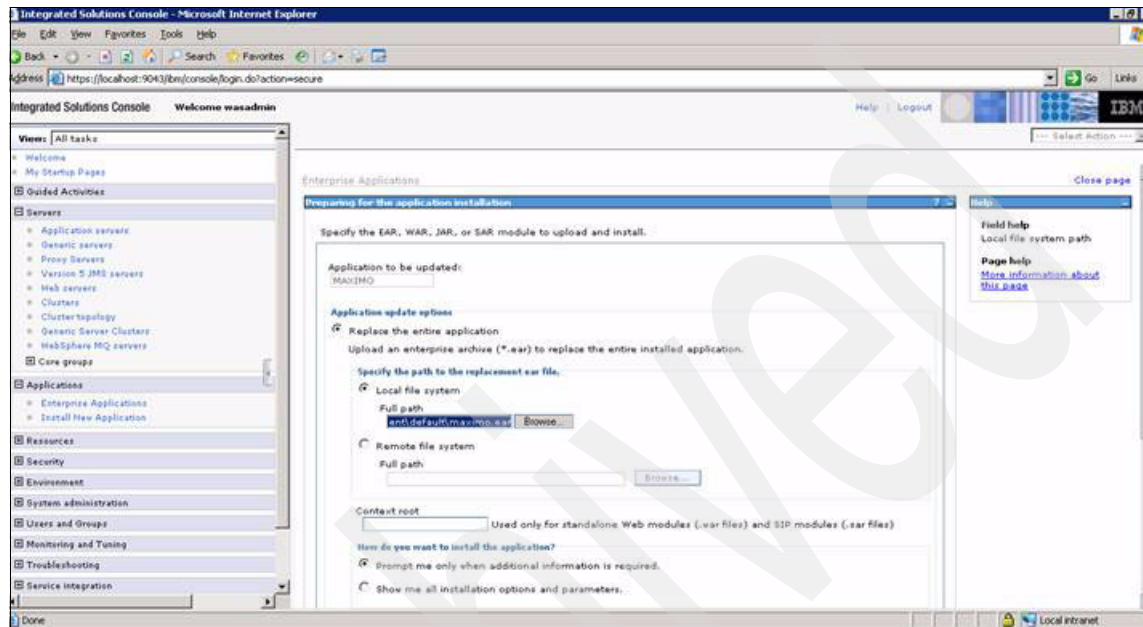 Integrated Solutions Console - Microsoft Internet Explorer
File Edit View Favorites Tools Help
Back Search Favorites
Address https://localhost:9043/ibm/console/login.do?action=secure Go Links
Integrated Solutions Console Welcome wasadmin Help Logout IBM
View: All tasks
--- Select Action ---
Welcome
My Startup Pages
Guided Activities
Servers
Application servers
Generic servers
Proxy Servers
Version 5 JMS servers
Web servers
Clusters
Cluster topology
Generic Server Clusters
WebSphere MQ servers
Core groups
Applications
Enterprise Applications
Install New Application
Resources
Security
Environment
System administration
Users and Groups
Monitoring and Tuning
Troubleshooting
Service integration
Enterprise Applications
Close page
Preparing for the application installation ? -
Specify the EAR, WAR, JAR, or SAR module to upload and install.
Application to be updated:
MAXIMO
Application update options
Replace the entire application
Upload an enterprise archive (*.ear) to replace the entire installed application.
Specify the path to the replacement ear file.
Local file system
Full path
ent\default\maximo.ear Browse...
Remote file system
Full path
Browse...
Context root
Used only for standalone Web modules (.war files) and SIP modules (.sar files)
How do you want to install the application?
Prompt me only when additional information is required.
Show me all installation options and parameters.
Help
Field help
Local file system path
Page help
More information about
this page
Done
Local intranet